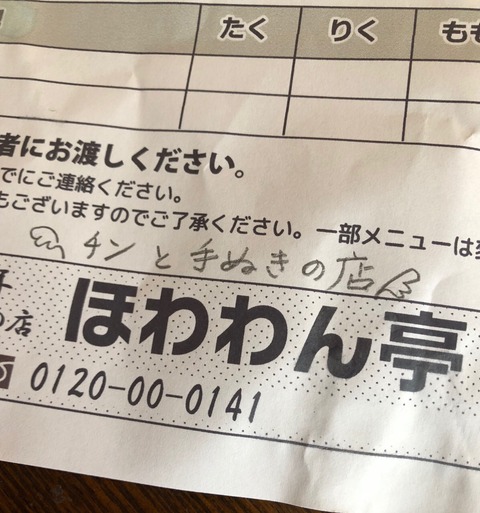 たく りく もも
者にお渡しください。
でにご連絡ください。
もございますのでご了承ください。一部メニューは
チンと手ぬきの店
の店
ほわわん亭
0120-00-0141